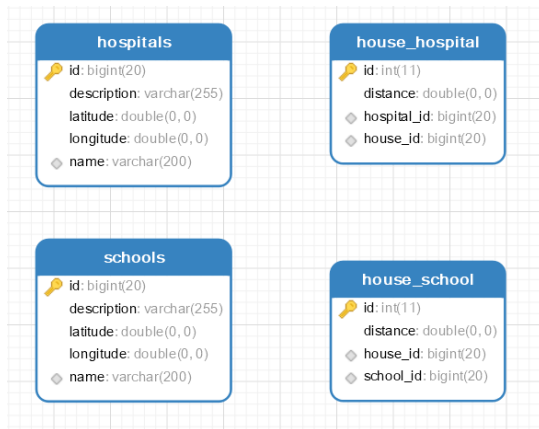 hospitals
id: bigint(20)
description: varchar(255)
latitude: double(0, 0)
longitude: double(0, 0)
name: varchar(200)
house_hospital
id: int(11)
distance: double(0, 0)
hospital_id: bigint(20)
house_id: bigint(20)
schools
id: bigint(20)
description: varchar(255)
latitude: double(0, 0)
longitude: double(0, 0)
name: varchar(200)
house_school
id: int(11)
distance: double(0, 0)
house_id: bigint(20)
school_id: bigint(20)